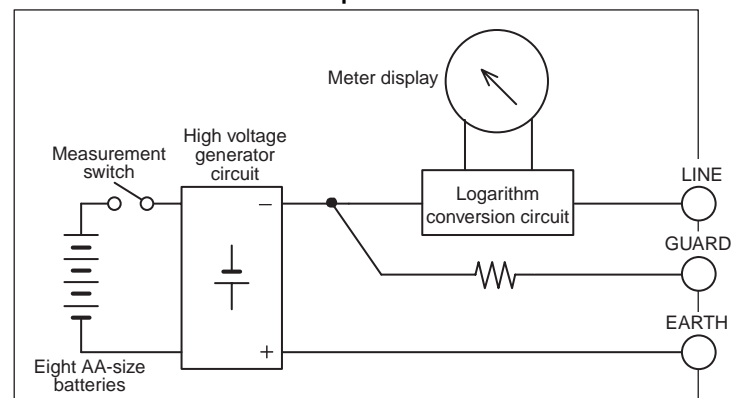 Meter display
High voltage
generator
circuit
Measurement
switch
Logarithm
conversion circuit
LINE
GUARD
EARTH
−
+
Eight AA-size
batteries